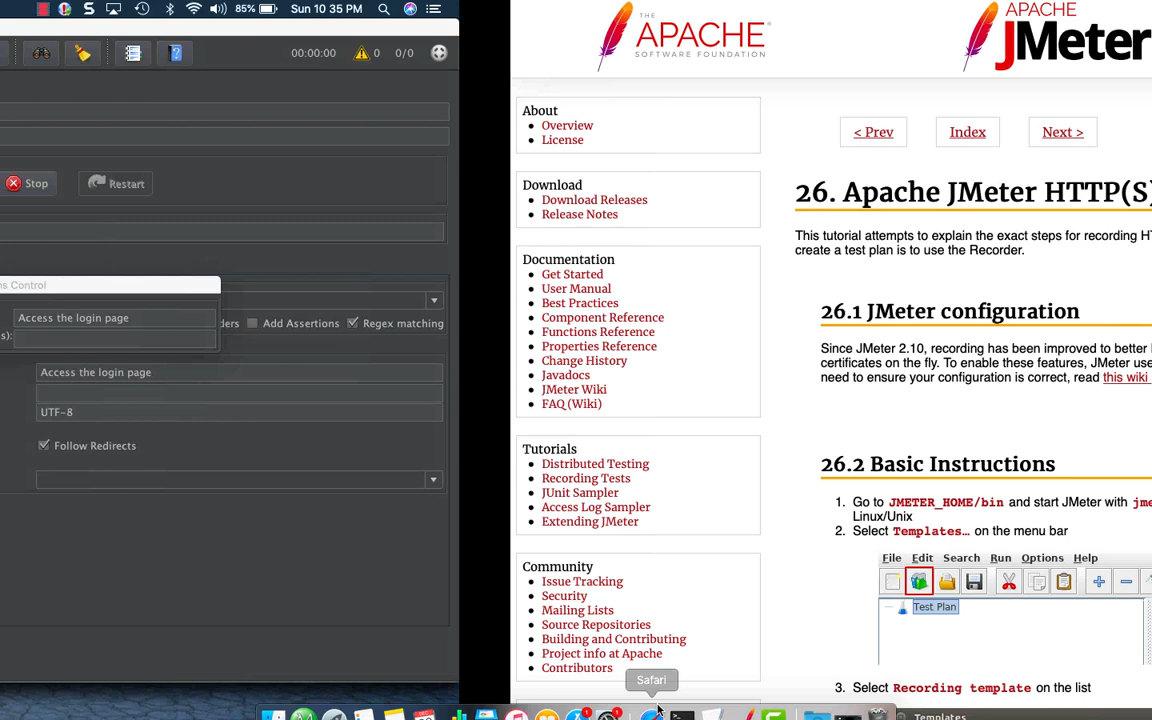 85%
Sun 10 35 PM
00:00:00
0
0/0
Stop
Restart
ns Control
Access the login page
s):
ders
Add Assertions
Regex matching
Access the login page
UTF-8
Follow Redirects
THE
APACHE®
SOFTWARE FOUNDATION
APACHE
JMeter
About
Overview
License
Download
Download Releases
Release Notes
Documentation
Get Started
User Manual
Best Practices
Component Reference
Functions Reference
Properties Reference
Change History
Javadocs
JMeter Wiki
FAQ (Wiki)
Tutorials
Distributed Testing
Recording Tests
JUnit Sampler
Access Log Sampler
Extending JMeter
Community
Issue Tracking
Security
Mailing Lists
Source Repositories
Building and Contributing
Project info at Apache
Contributors
< Prev
Index
Next >
26. Apache JMeter HTTP(S)
This tutorial attempts to explain the exact steps for recording H
create a test plan is to use the Recorder.
26.1 JMeter configuration
Since JMeter 2.10, recording has been improved to better
certificates on the fly. To enable these features, JMeter use
need to ensure your configuration is correct, read this wiki
26.2 Basic Instructions
1. Go to JMETER_HOME/bin and start JMeter with jme
Linux/Unix
2. Select Templates… on the menu bar
File Edit Search Run Options Help
Test Plan
3. Select Recording template on the list
Templates
Safari